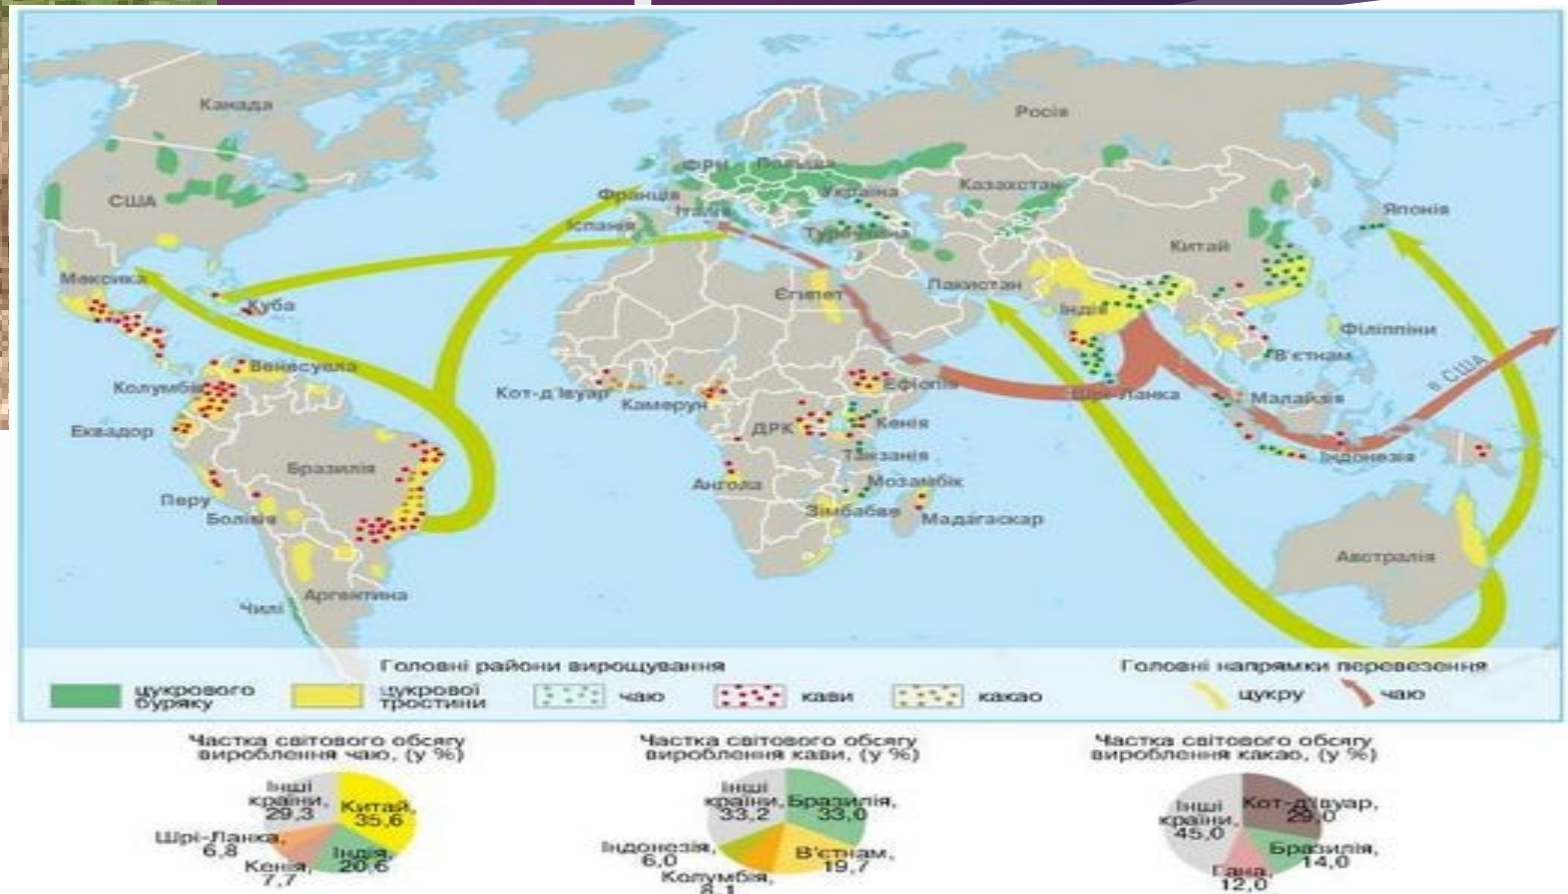 Канада
Росія
ФРН
Польща
Франція
Україна
Казахстан
США
Італія
Іспанія
Туреччина
Японія
Китай
Мексика
Пакистан
Єгипет
Куба
Індія
Філіппіни
В'єтнам
Венесуела
Колумбія
Кот-д'Івуар
Ефіопія
Шрі-Ланка
в США
Малайзія
Камерун
Еквадор
ДРК
Кенія
Танзанія
Індонезія
Бразилія
Ангола
Мозамбік
Перу
Болівія
Зімбабве
Мадагаскар
Австралія
Аргентина
Чилі
Головні райони вирощування
Головні напрямки перевезення
цукрового буряку
цукрової тростини
чаю
кави
какао
цукру
чаю
Частка світового обсягу
вироблення чаю, (у %)
Інші
країни,
29,3
Китай,
35,6
Шрі-Ланка,
6,8
Кенія,
7,7
Індія,
20,6
Частка світового обсягу
вироблення кави, (у %)
Інші
країни,
33,2
Бразилія,
33,0
Індонезія,
6,0
Колумбія,
8,1
В'єтнам,
19,7
Частка світового обсягу
вироблення какао, (у %)
Інші
країни,
45,0
Кот-д'Івуар,
29,0
Бразилія,
14,0
Гана,
12,0